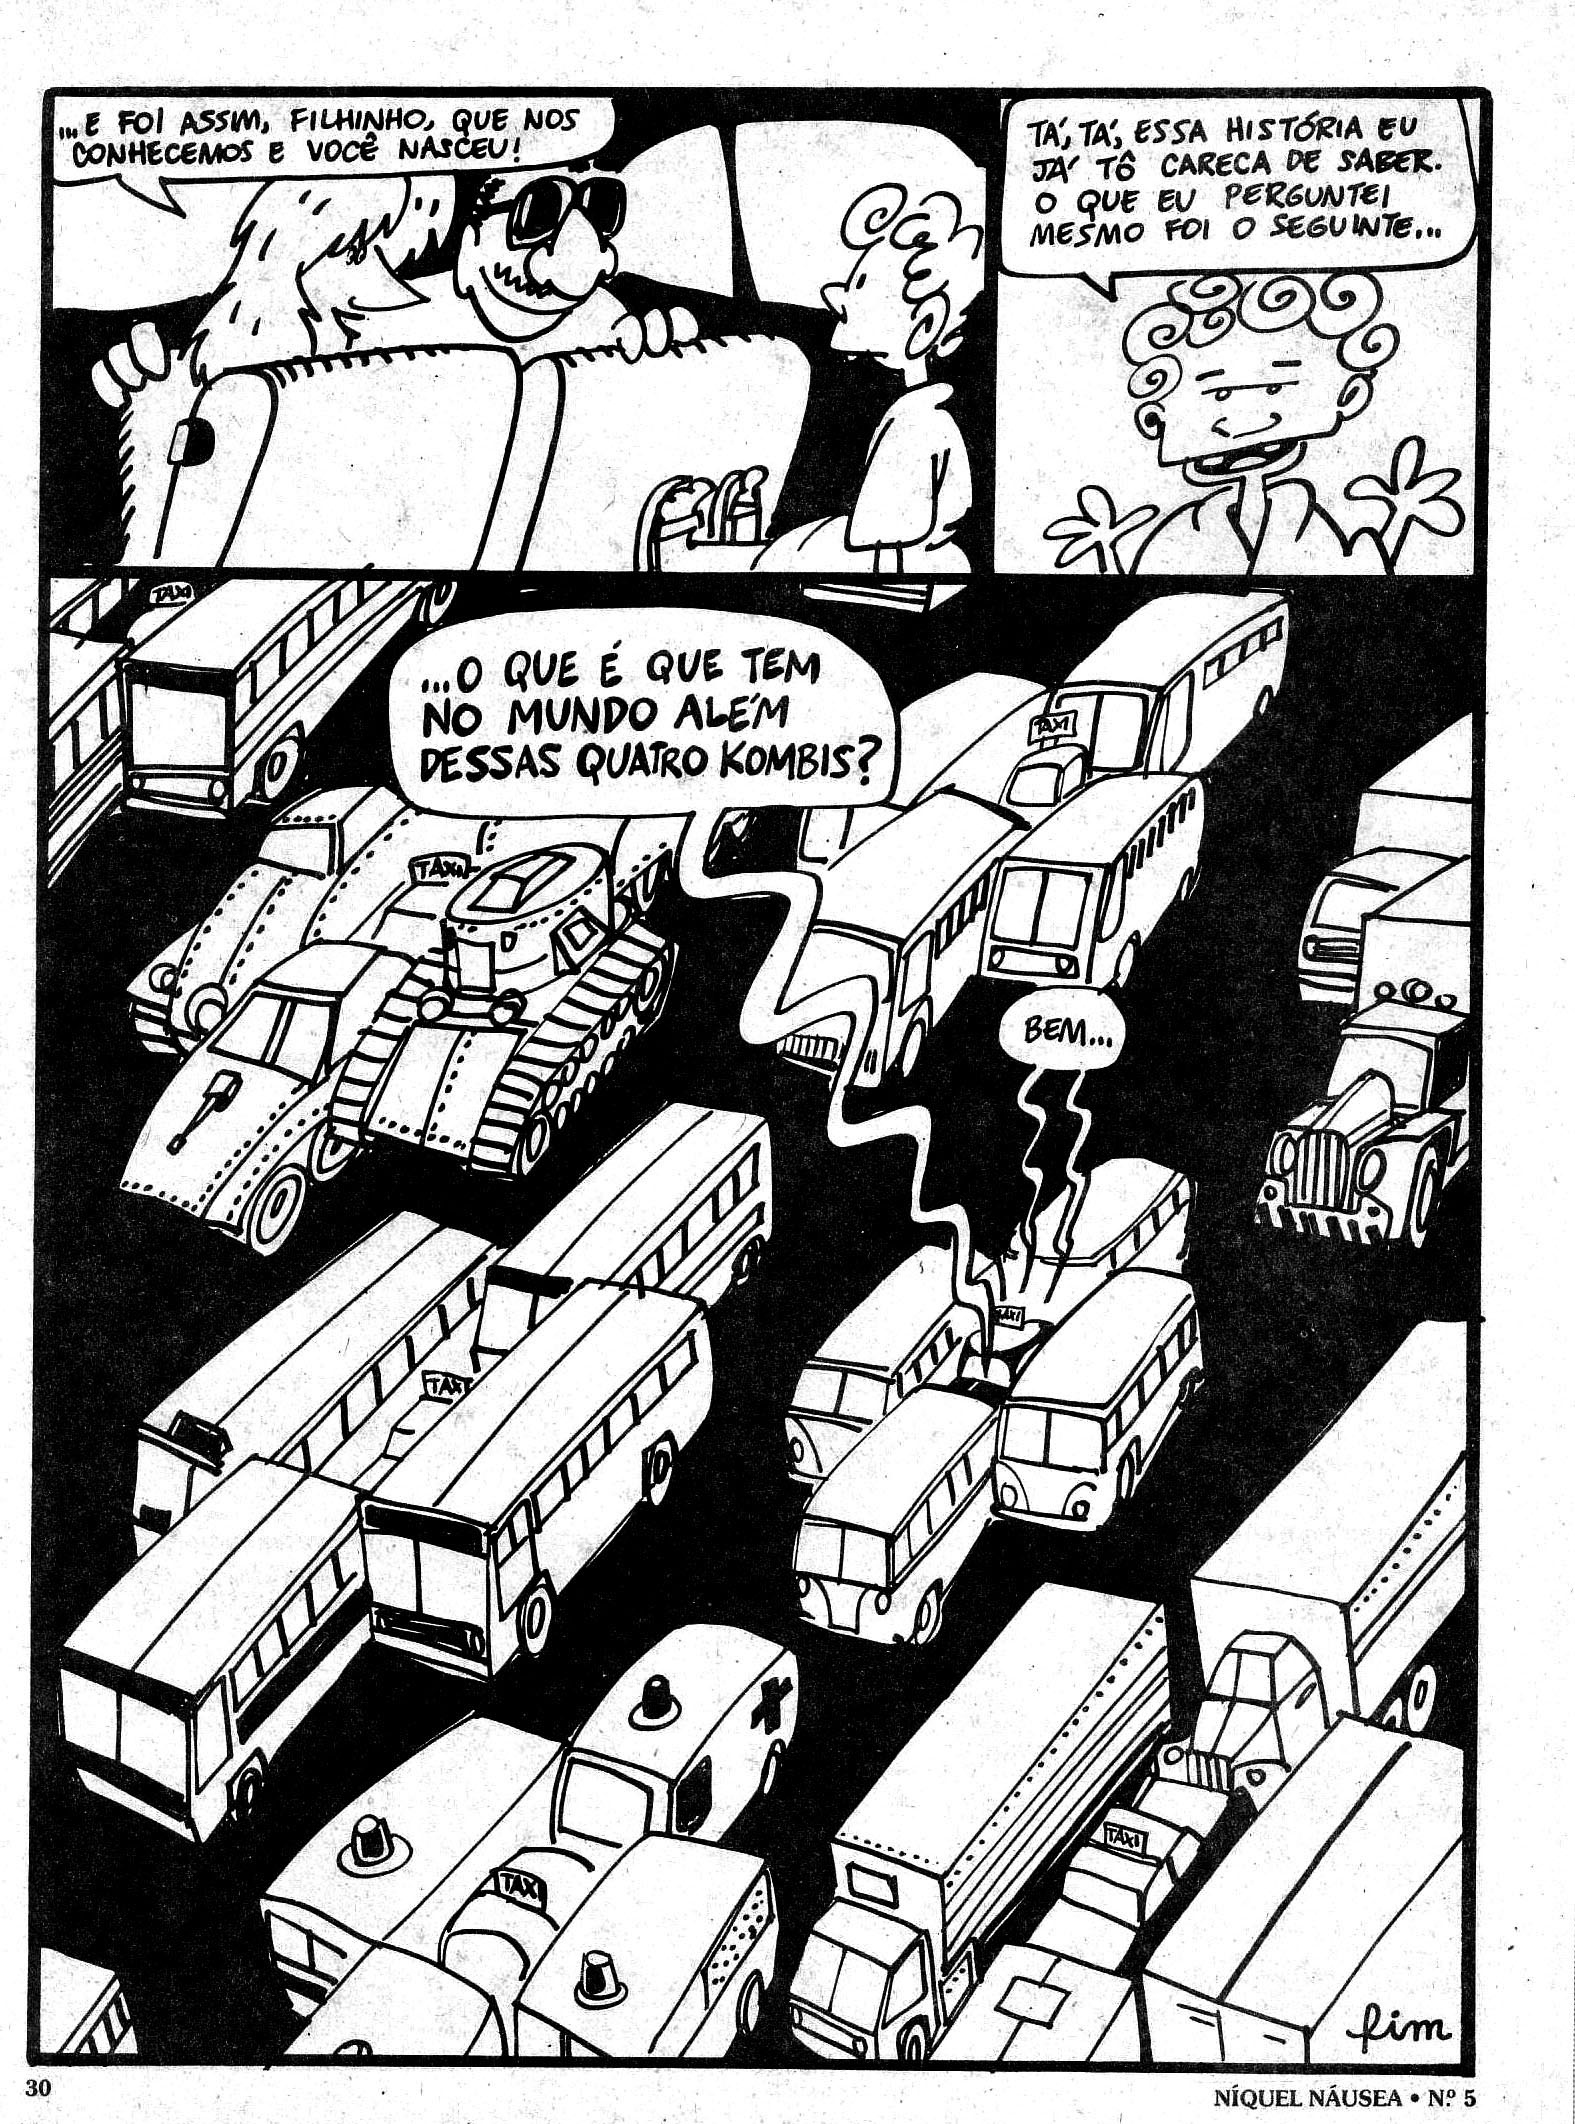 ...E FOI ASSIM, FILHINHO, QUE NOS
CONHECEMOS E VOCÊ NASCEU!
TÁ, TÁ, ESSA HISTÓRIA EU
JÁ TÔ CARECA DE SABER.
O QUE EU PERGUNTEI
MESMO FOI O SEGUINTE...
TAXI
...O QUE É QUE TEM
NO MUNDO ALÉM
DESSAS QUATRO KOMBIS?
TAXI
TAXI
BEM...
TAXI
TAXI
TAXI
TAXI
fim
30
NÍQUEL NÁUSEA • Nº 5